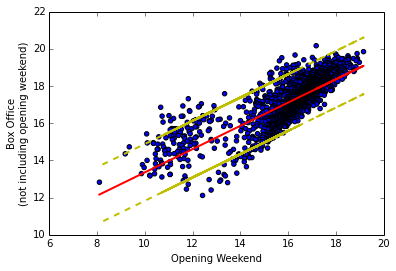 22
20
18
16
14
12
10
Box Office
(not including opening weekend)
6 8 10 12 14 16 18 20
Opening Weekend